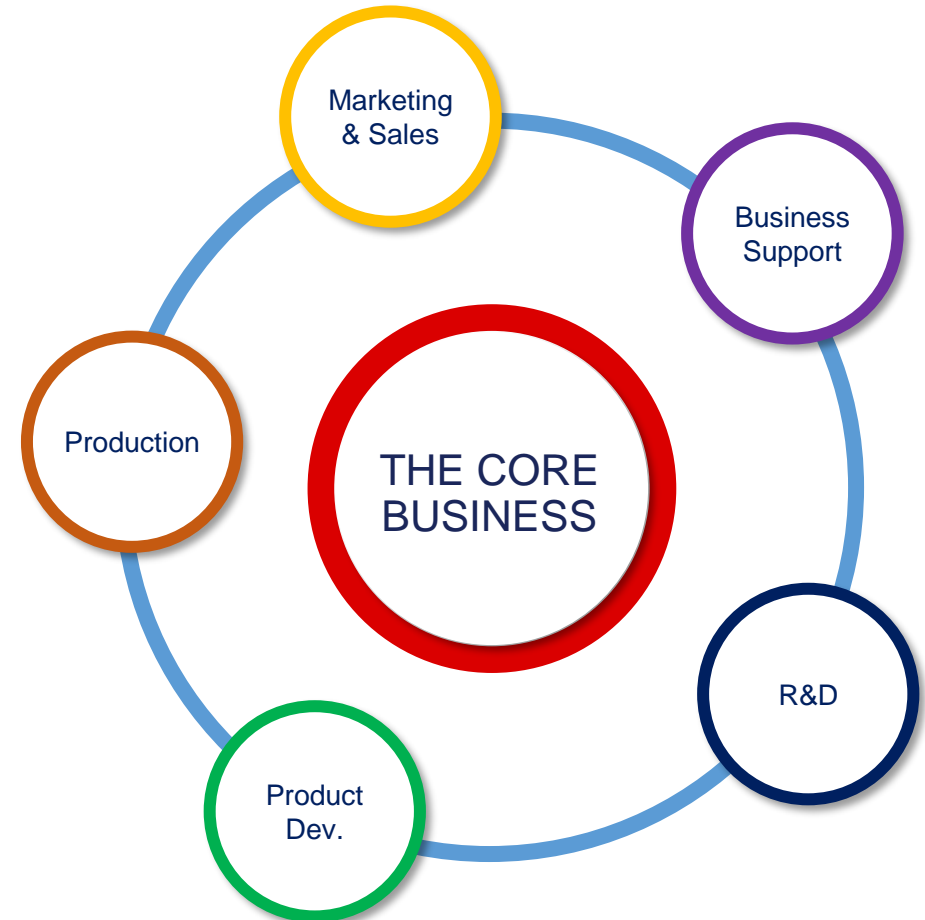 Marketing
& Sales
Business
Support
Production
THE CORE
BUSINESS
R&D
Product
Dev.